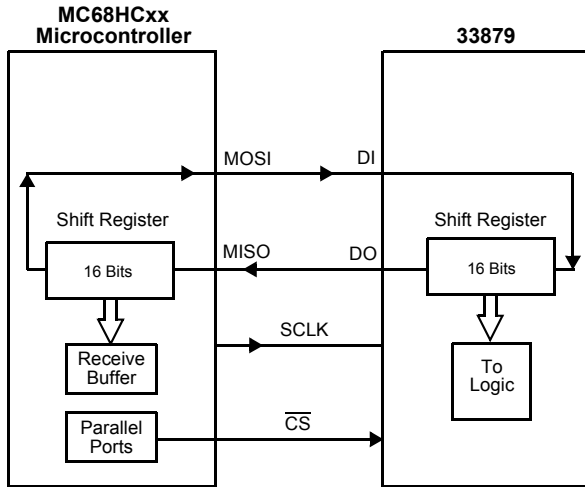 MC68HCxx
Microcontroller
33879
MOSI
DI
Shift Register
16 Bits
MISO
DO
Shift Register
16 Bits
SCLK
Receive
Buffer
To
Logic
Parallel
Ports
CS